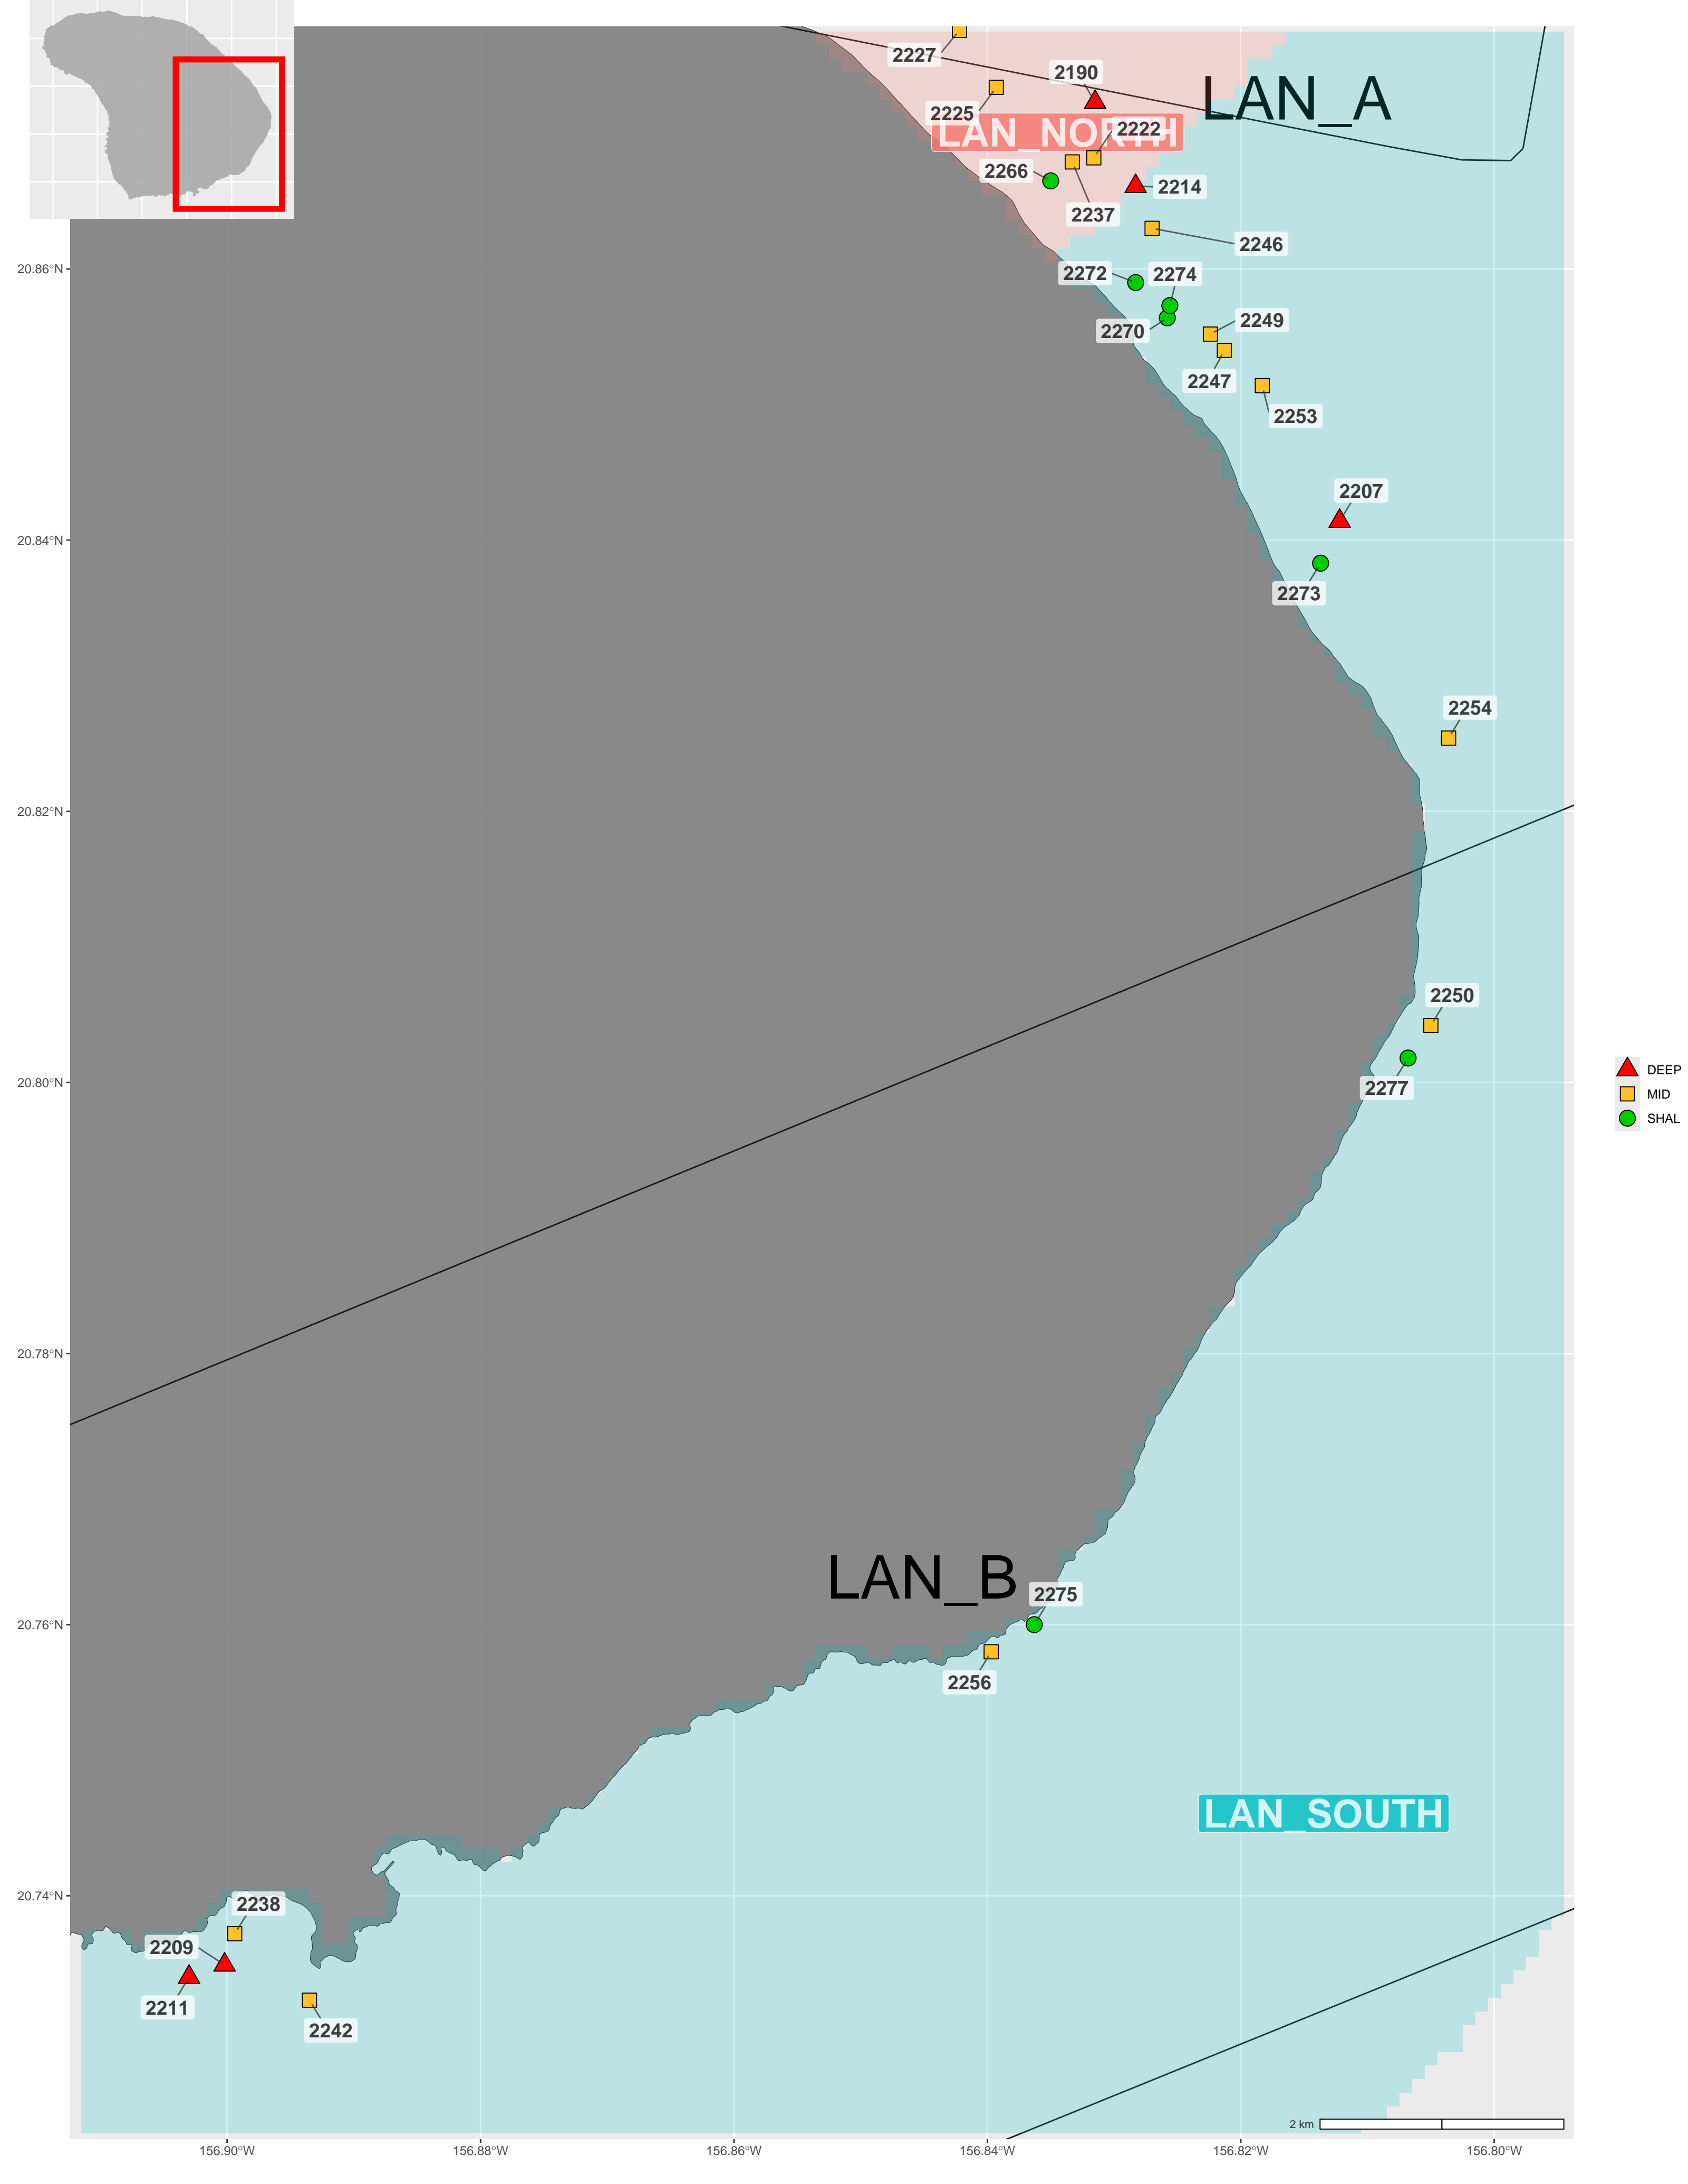 2227
2190
LAN_A
2225
LAN_NORTH
2222
2266
2214
2237
2246
20.86°N
2272
2274
2249
2270
2247
2253
2207
20.84°N
2273
2254
20.82°N
2250
DEEP
20.80°N
2277
MID
SHAL
20.78°N
LAN_B
2275
20.76°N
2256
LAN_SOUTH
20.74°N
2238
2209
2211
2242
2 km
156.90°W
156.88°W
156.86°W
156.84°W
156.82°W
156.80°W